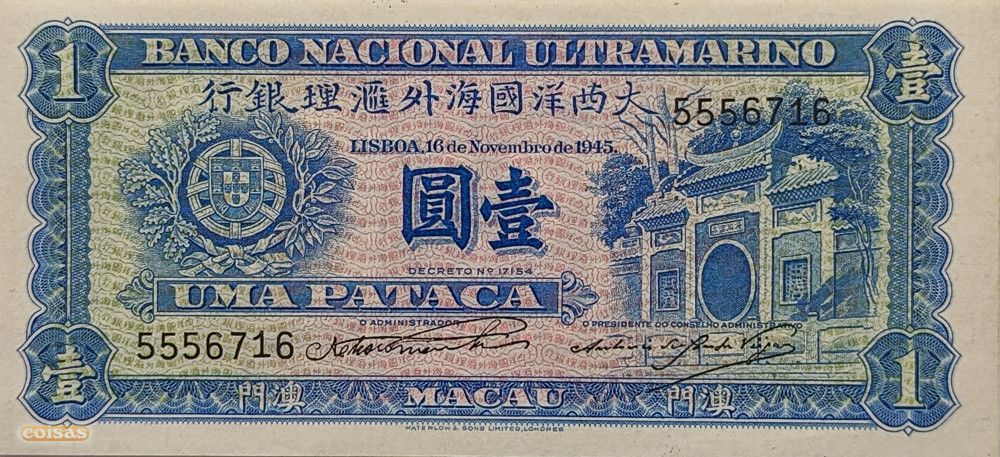 1 BANCO NACIONAL ULTRAMARINO 壹
行銀理滙外海國洋西大 5556716
LISBOA, 16 de Novembro de 1945.
圓壹
DECRETO Nº 17154
UMA PATACA
O ADMINISTRADOR
O PRESIDENTE DO CONSELHO ADMINISTRATIVO
5556716
壹 門澳 MACAU 門澳 1
WATERLOW & SONS LIMITED, LONDRES
coisas